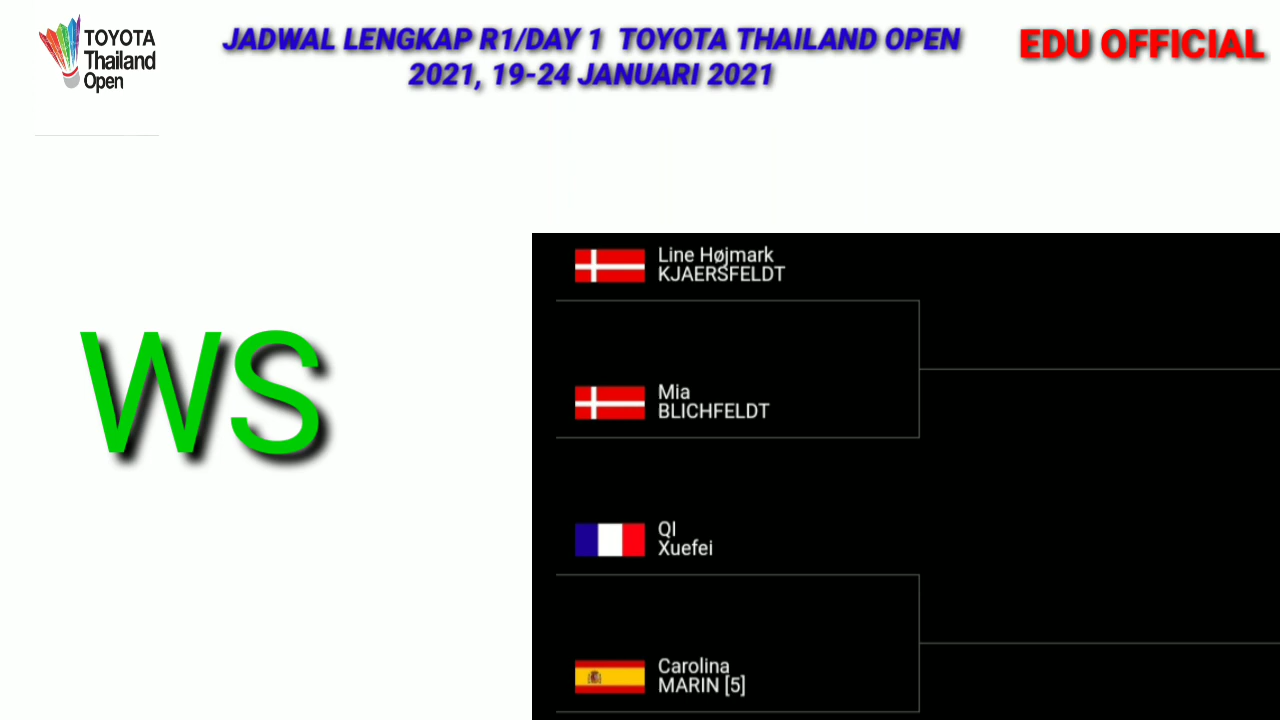 TOYOTA
Thailand
Open
JADWAL LENGKAP R1/DAY 1 TOYOTA THAILAND OPEN
2021, 19-24 JANUARI 2021
EDU OFFICIAL
WS
Line Højmark
KJAERSFELDT
Mia
BLICHFELDT
QI
Xuefei
Carolina
MARIN [5]